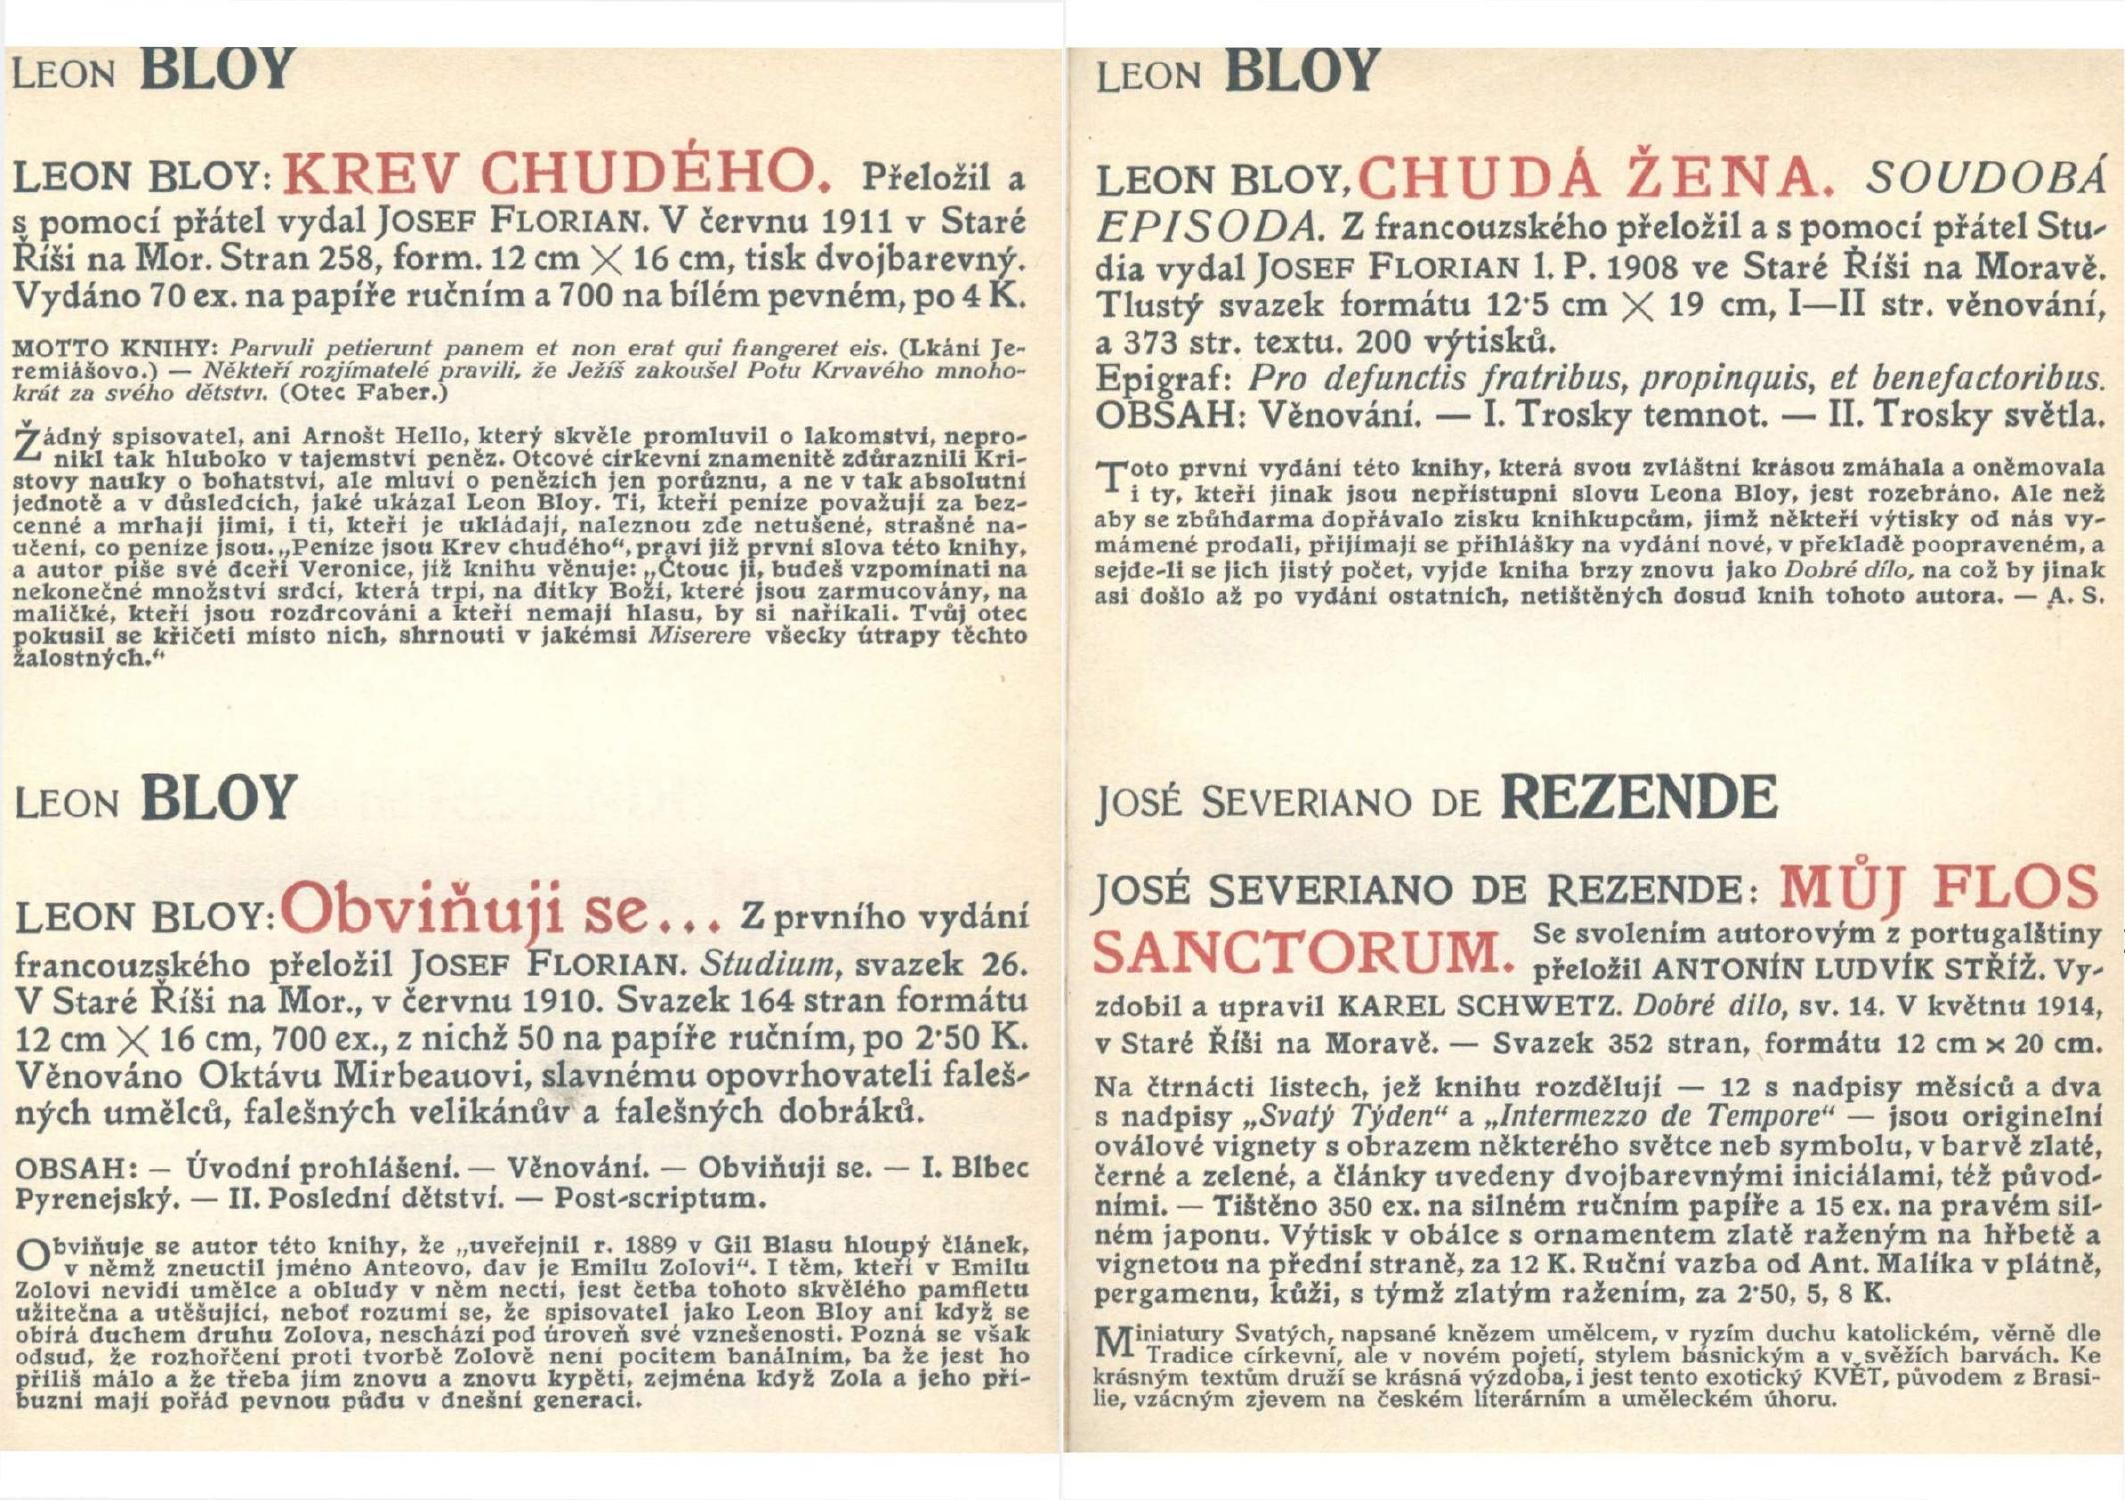 LEON BLOY
LEON BLOY: KREV CHUDÉHO. Přeložil a
s pomocí přátel vydal JOSEF FLORIAN. V červnu 1911 v Staré
Říši na Mor. Stran 258, form. 12 cm × 16 cm, tisk dvojbarevný.
Vydáno 70 ex. na papíře ručním a 700 na bílém pevném, po 4 K.
MOTTO KNIHY: Parvuli petierunt panem et non erat qui frangeret eis. (Lkání Je-
remiášovo.) — Někteří rozjímatelé pravili, že Ježíš zakoušel Potu Krvavého mnoho-
krát za svého dětství. (Otec Faber.)
Žádný spisovatel, ani Arnošt Hello, který skvěle promluvil o lakomství, nepro-
nikl tak hluboko v tajemství peněz. Otcové církevní znamenitě zdůraznili Kri-
stovy nauky o bohatství, ale mluví o penězích jen porůznu, a ne v tak absolutní
jednotě a v důsledcích, jaké ukázal Leon Bloy. Ti, kteří peníze považují za bez-
cenné a mrhají jimi, i ti, kteří je ukládají, naleznou zde netušené, strašné na-
učení, co peníze jsou. „Peníze jsou Krev chudého“, praví již první slova této knihy,
a autor píše své dceři Veronice, jíž knihu věnuje: „Čtouc ji, budeš vzpomínati na
nekonečné množství srdcí, která trpí, na dítky Boží, které jsou zarmucovány, na
maličké, kteří jsou rozdrcováni a kteří nemají hlasu, by si naříkali. Tvůj otec
pokusil se křičeti místo nich, shrnouti v jakémsi Miserere všecky útrapy těchto
žalostných.“
LEON BLOY
LEON BLOY: Obviňuji se... Z prvního vydání
francouzského přeložil JOSEF FLORIAN. Studium, svazek 26.
V Staré Říši na Mor., v červnu 1910. Svazek 164 stran formátu
12 cm × 16 cm, 700 ex., z nichž 50 na papíře ručním, po 2·50 K.
Věnováno Oktávu Mirbeauovi, slavnému opovrhovateli faleš-
ných umělců, falešných velikánův a falešných dobráků.
OBSAH: — Úvodní prohlášení. — Věnování. — Obviňuji se. — I. Blbec
Pyrenejský. — II. Poslední dětství. — Post-scriptum.
Obviňuje se autor této knihy, že „uveřejnil r. 1889 v Gil Blasu hloupý článek,
v němž zneuctil jméno Anteovo, dav je Emilu Zolovi“. I těm, kteří v Emilu
Zolovi nevidí umělce a obludy v něm nectí, jest četba tohoto skvělého pamfletu
užitečna a utěšující, neboť rozumí se, že spisovatel jako Leon Bloy ani když se
obírá duchem druhu Zolova, neschází pod úroveň své vznešenosti. Pozná se však
odsud, že rozhořčení proti tvorbě Zolově není pocitem banálním, ba že jest ho
příliš málo a že třeba jím znovu a znovu kypěti, zejména když Zola a jeho pří-
buzní mají pořád pevnou půdu v dnešní generaci.
LEON BLOY
LEON BLOY, CHUDÁ ŽENA. SOUDOBÁ
EPISODA. Z francouzského přeložil a s pomocí přátel Stu-
dia vydal JOSEF FLORIAN l. P. 1908 ve Staré Říši na Moravě.
Tlustý svazek formátu 12·5 cm × 19 cm, I—II str. věnování,
a 373 str. textu. 200 výtisků.
Epigraf: Pro defunctis fratribus, propinquis, et benefactoribus.
OBSAH: Věnování. — I. Trosky temnot. — II. Trosky světla.
Toto první vydání této knihy, která svou zvláštní krásou zmáhala a oněmovala
i ty, kteří jinak jsou nepřístupni slovu Leona Bloy, jest rozebráno. Ale než
aby se zbůhdarma dopřávalo zisku knihkupcům, jimž někteří výtisky od nás vy-
mámené prodali, přijímají se přihlášky na vydání nové, v překladě poopraveném, a
sejde-li se jich jistý počet, vyjde kniha brzy znovu jako Dobré dílo, na což by jinak
asi došlo až po vydání ostatních, netištěných dosud knih tohoto autora. — A. S.
JOSÉ SEVERIANO DE REZENDE
JOSÉ SEVERIANO DE REZENDE: MŮJ FLOS
SANCTORUM. Se svolením autorovým z portugalštiny
přeložil ANTONÍN LUDVÍK STŘÍŽ. Vy-
zdobil a upravil KAREL SCHWETZ. Dobré dílo, sv. 14. V květnu 1914,
v Staré Říši na Moravě. — Svazek 352 stran, formátu 12 cm × 20 cm.
Na čtrnácti listech, jež knihu rozdělují — 12 s nadpisy měsíců a dva
s nadpisy „Svatý Týden“ a „Intermezzo de Tempore“ — jsou originelní
oválové vignety s obrazem některého světce neb symbolu, v barvě zlaté,
černé a zelené, a články uvedeny dvojbarevnými iniciálami, též původ-
ními. — Tištěno 350 ex. na silném ručním papíře a 15 ex. na pravém sil-
ném japonu. Výtisk v obálce s ornamentem zlatě raženým na hřbetě a
vignetou na přední straně, za 12 K. Ruční vazba od Ant. Malíka v plátně,
pergamenu, kůži, s týmž zlatým ražením, za 2·50, 5, 8 K.
Miniatury Svatých, napsané knězem umělcem, v ryzím duchu katolickém, věrně dle
Tradice církevní, ale v novém pojetí, stylem básnickým a v svěžích barvách. Ke
krásným textům druží se krásná výzdoba, i jest tento exotický KVĚT, původem z Brasi-
lie, vzácným zjevem na českém literárním a uměleckém úhoru.